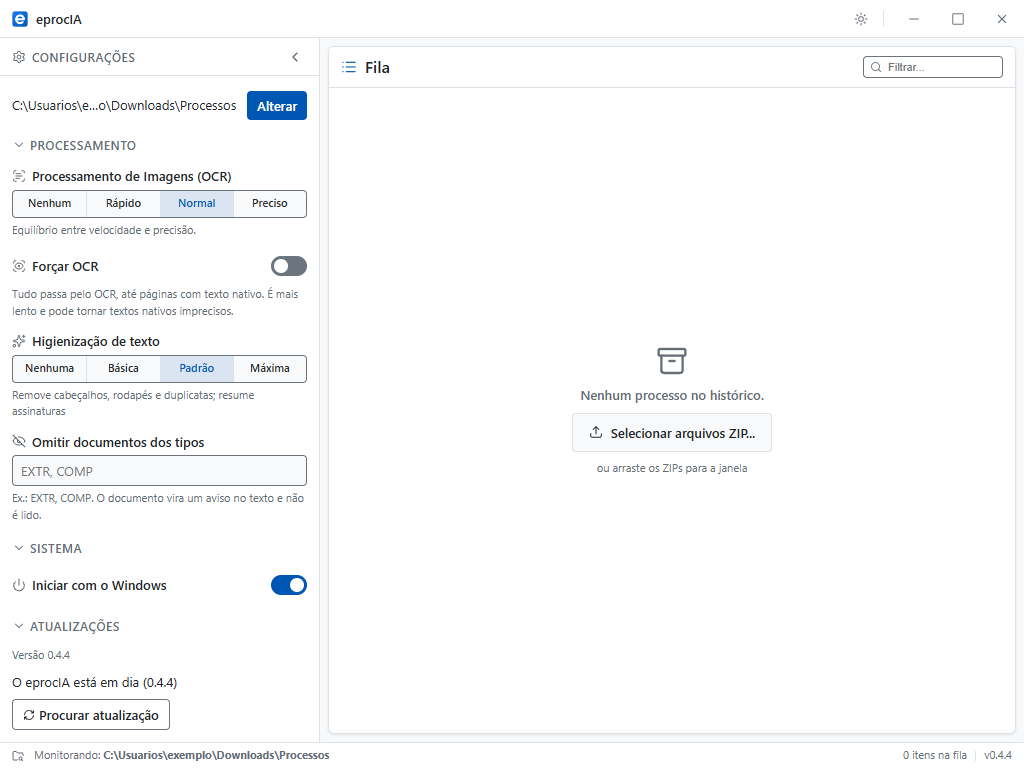 eprocIA
CONFIGURAÇÕES
C:\Usuarios\e...o\Downloads\Processos
Alterar
PROCESSAMENTO
Processamento de Imagens (OCR)
Nenhum Rápido Normal Preciso
Equilíbrio entre velocidade e precisão.
Forçar OCR
Tudo passa pelo OCR, até páginas com texto nativo. É mais
lento e pode tornar textos nativos imprecisos.
Higienização de texto
Nenhuma Básica Padrão Máxima
Remove cabeçalhos, rodapés e duplicatas; resume
assinaturas
Omitir documentos dos tipos
EXTR, COMP
Ex.: EXTR, COMP. O documento vira um aviso no texto e não
é lido.
SISTEMA
Iniciar com o Windows
ATUALIZAÇÕES
Versão 0.4.4
O eprocIA está em dia (0.4.4)
Procurar atualização
Fila
Filtrar...
Nenhum processo no histórico.
Selecionar arquivos ZIP...
ou arraste os ZIPs para a janela
Monitorando: C:\Usuarios\exemplo\Downloads\Processos
0 itens na fila
v0.4.4